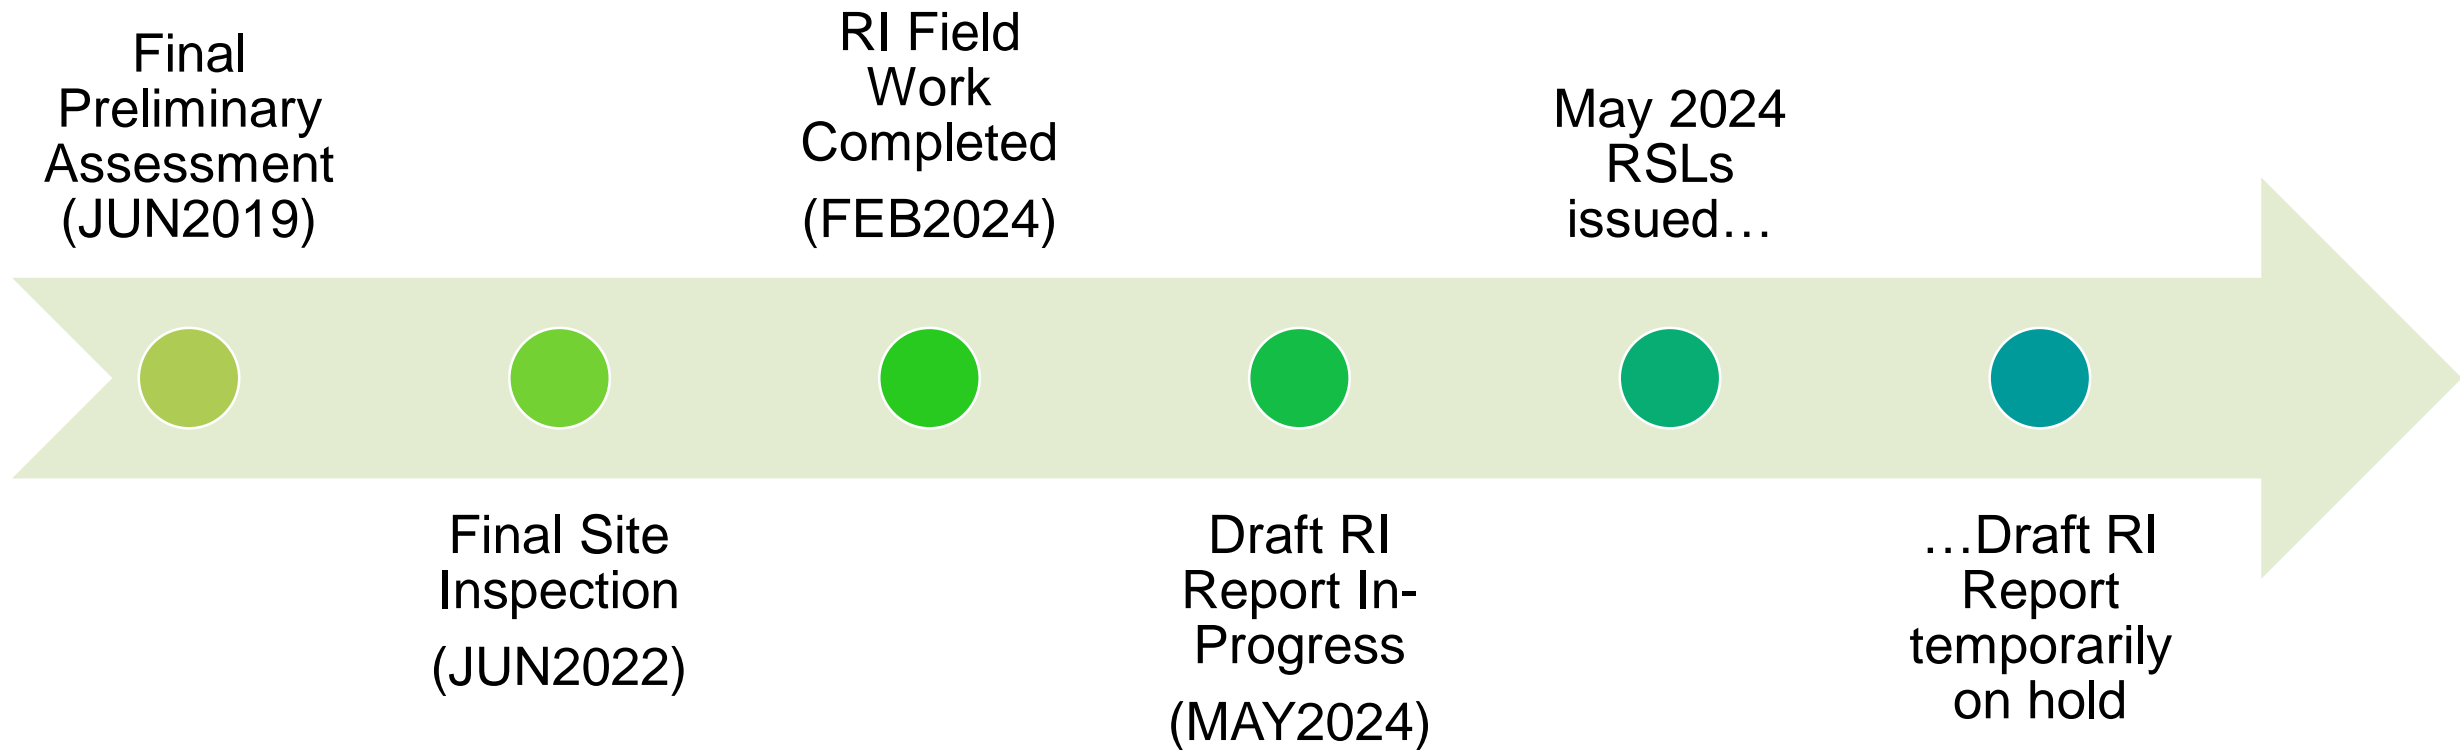 Final
Preliminary
Assessment
(JUN2019)
Final Site
Inspection
(JUN2022)
RI Field
Work
Completed
(FEB2024)
Draft RI
Report In-
Progress
(MAY2024)
May 2024
RSLs
issued…
…Draft RI
Report
temporarily
on hold